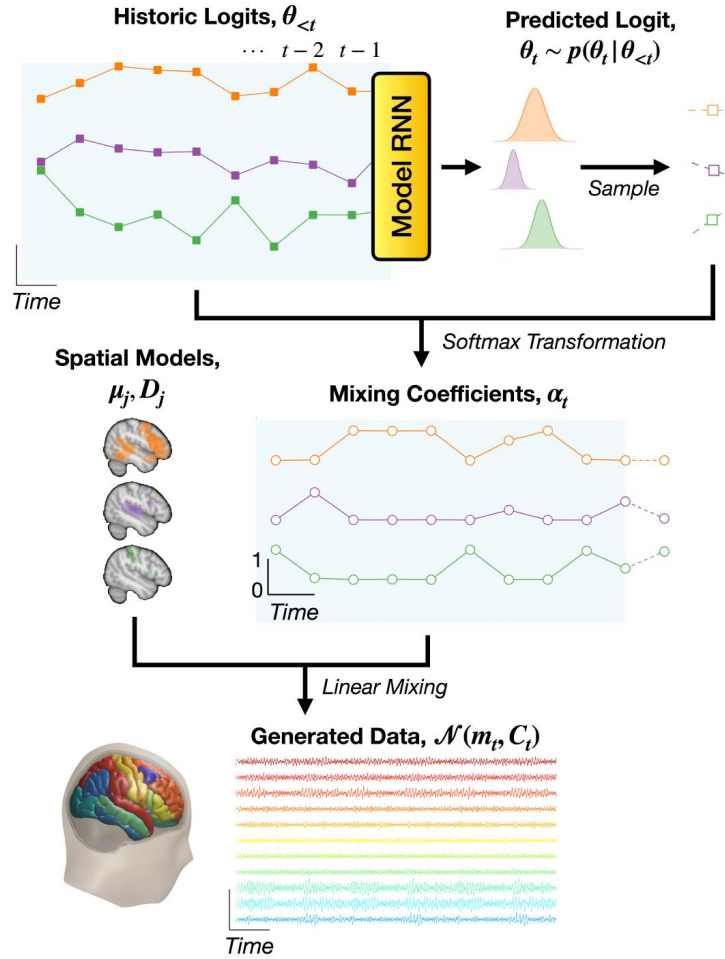 Historic Logits, θ<t
Predicted Logit,
θt ∼ p(θt|θ<t)
⋯ t−2 t−1
Model RNN
Sample
Time
Softmax Transformation
Spatial Models,
μj, Dj
Mixing Coefficients, αt
1
0
Time
Linear Mixing
Generated Data, 𝒩(mt, Ct)
Time